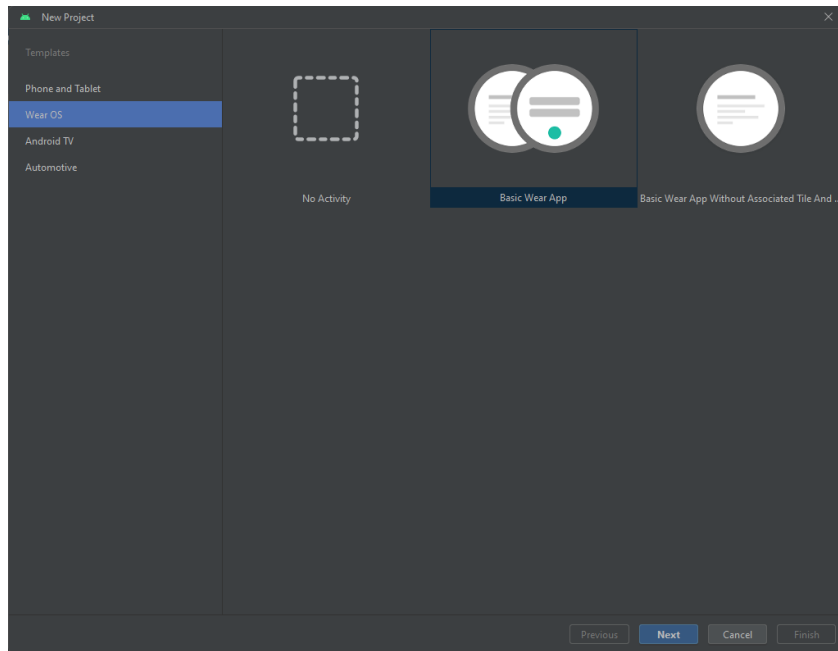 New Project
Templates
Phone and Tablet
Wear OS
Android TV
Automotive
No Activity
Basic Wear App
Basic Wear App Without Associated Tile And ..
Previous
Next
Cancel
Finish